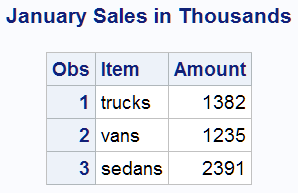 January Sales in Thousands
Obs Item Amount
1 trucks 1382
2 vans 1235
3 sedans 2391